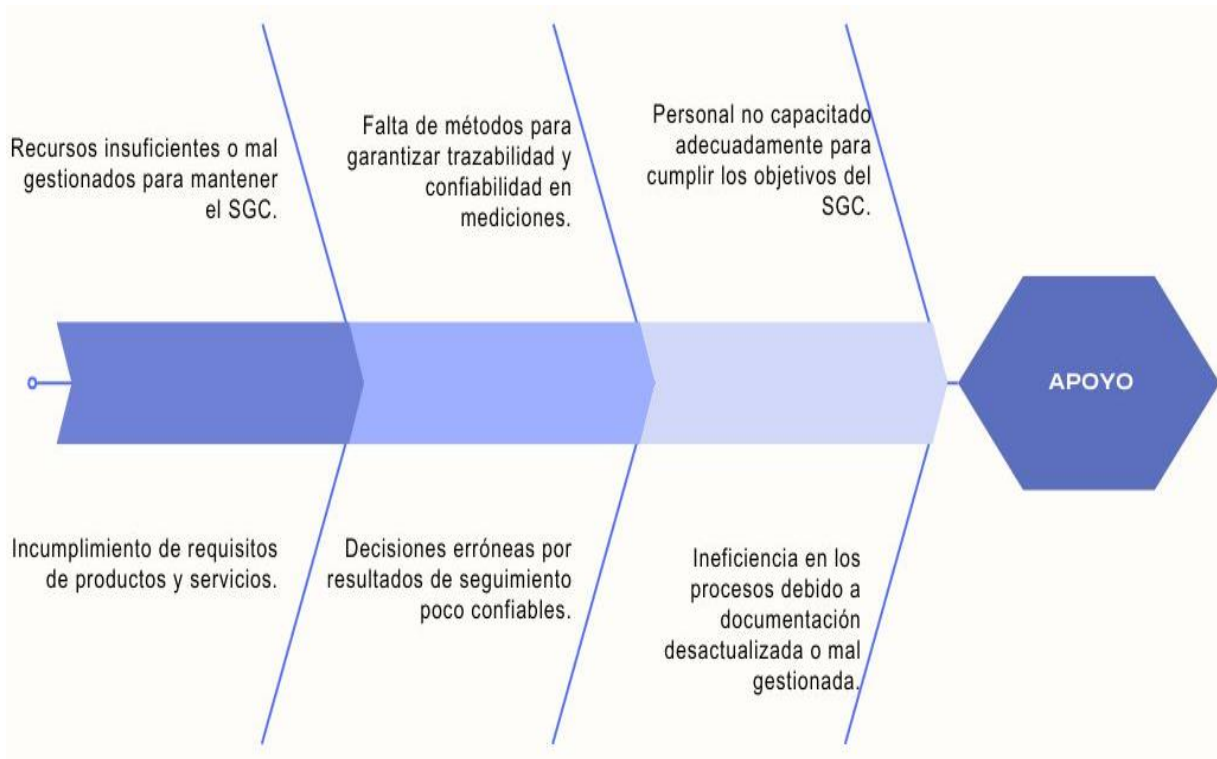 Recursos insuficientes o mal
gestionados para mantener
el SGC.
Falta de métodos para
garantizar trazabilidad y
confiabilidad en
mediciones.
Personal no capacitado
adecuadamente para
cumplir los objetivos del
SGC.
APOYO
Incumplimiento de requisitos
de productos y servicios.
Decisiones erróneas por
resultados de seguimiento
poco confiables.
Ineficiencia en los
procesos debido a
documentación
desactualizada o mal
gestionada.